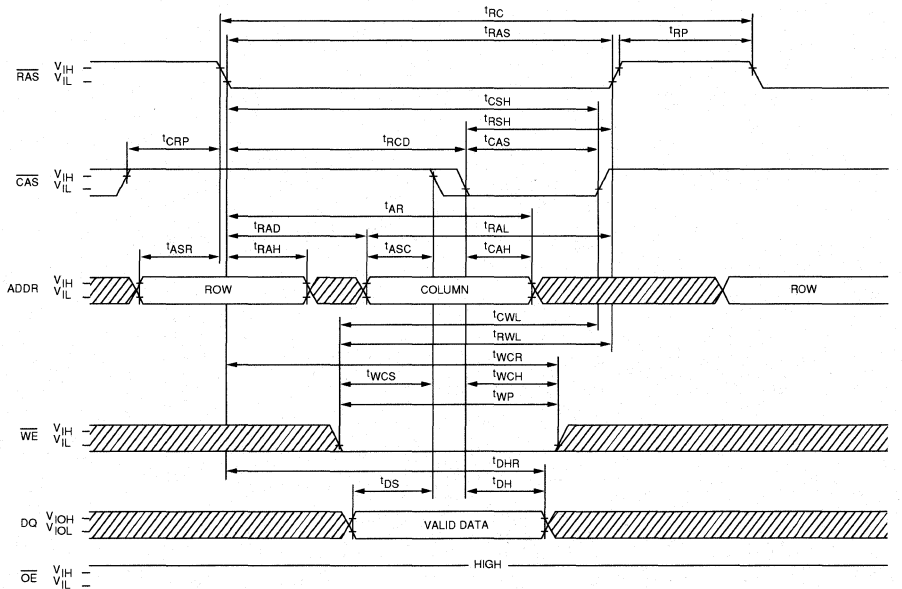 tRC
tRAS
tRP
RAS VIH
VIL
tCSH
tRSH
tCRP
tRCD
tCAS
CAS VIH
VIL
tAR
tRAD
tRAL
tASR
tRAH
tASC
tCAH
ADDR VIH
VIL
ROW
COLUMN
ROW
tCWL
tRWL
tWCR
tWCS
tWCH
tWP
WE VIH
VIL
tDHR
tDS
tDH
DQ VIOH
VIOL
VALID DATA
OE VIH
VIL
HIGH